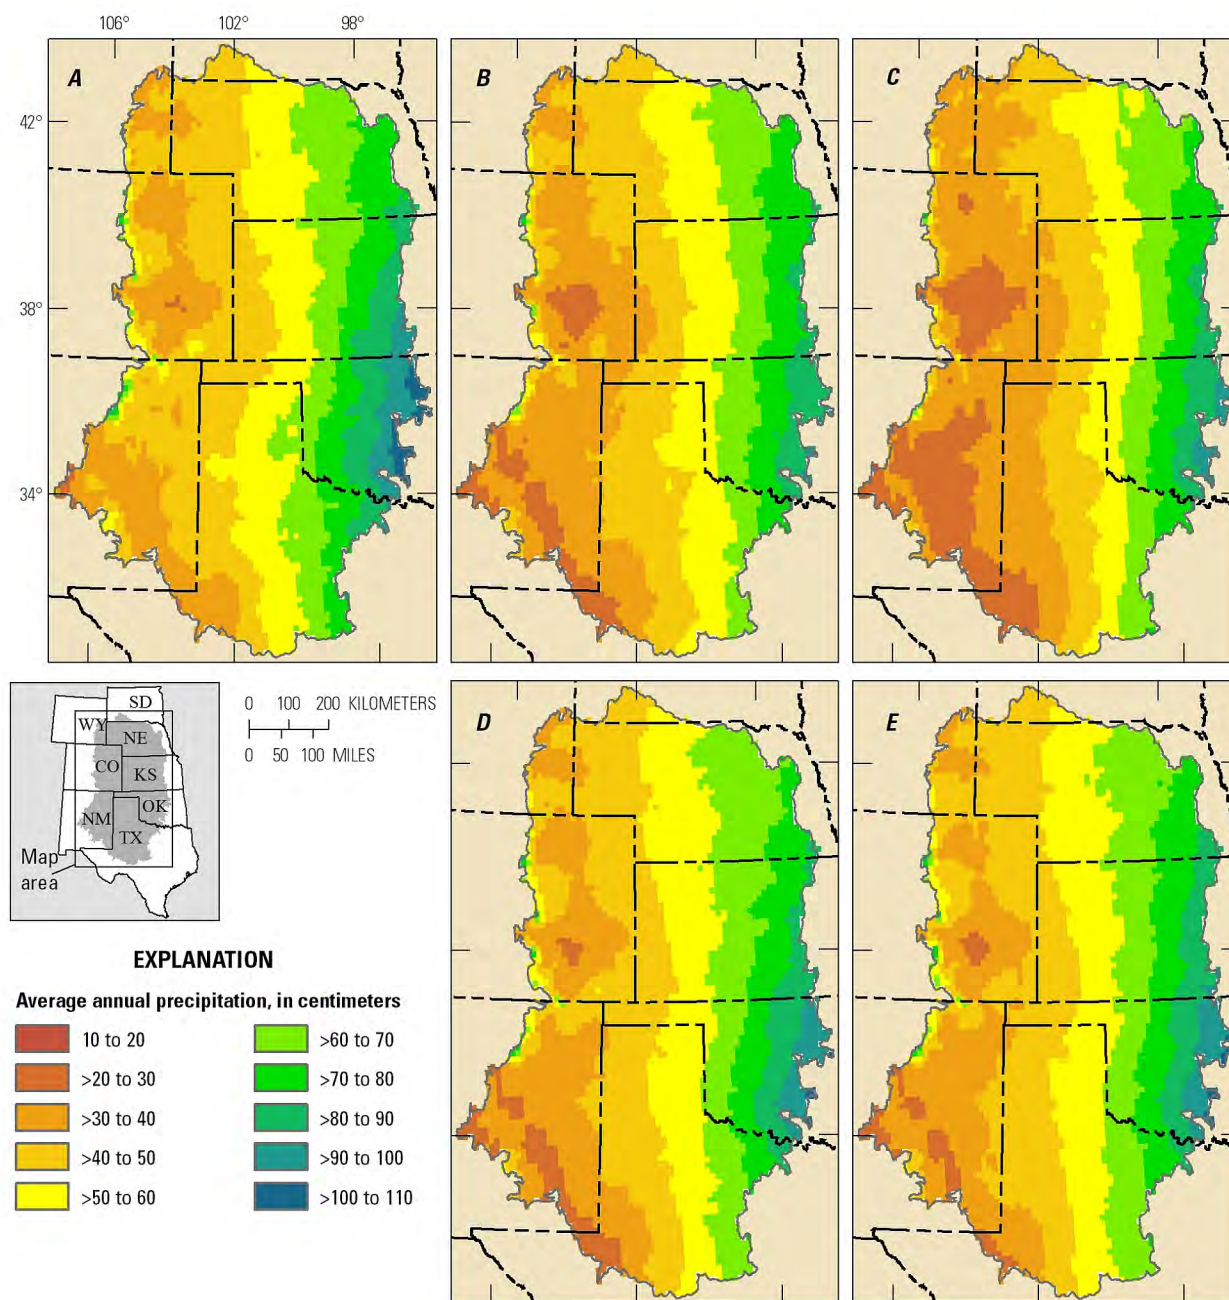 106° 102° 98°
A
B
C
42°
38°
34°
SD
WY
NE
CO
KS
NM
OK
TX
Map
area
0 100 200 KILOMETERS
0 50 100 MILES
D
E
EXPLANATION
Average annual precipitation, in centimeters
10 to 20
>20 to 30
>30 to 40
>40 to 50
>50 to 60
>60 to 70
>70 to 80
>80 to 90
>90 to 100
>100 to 110